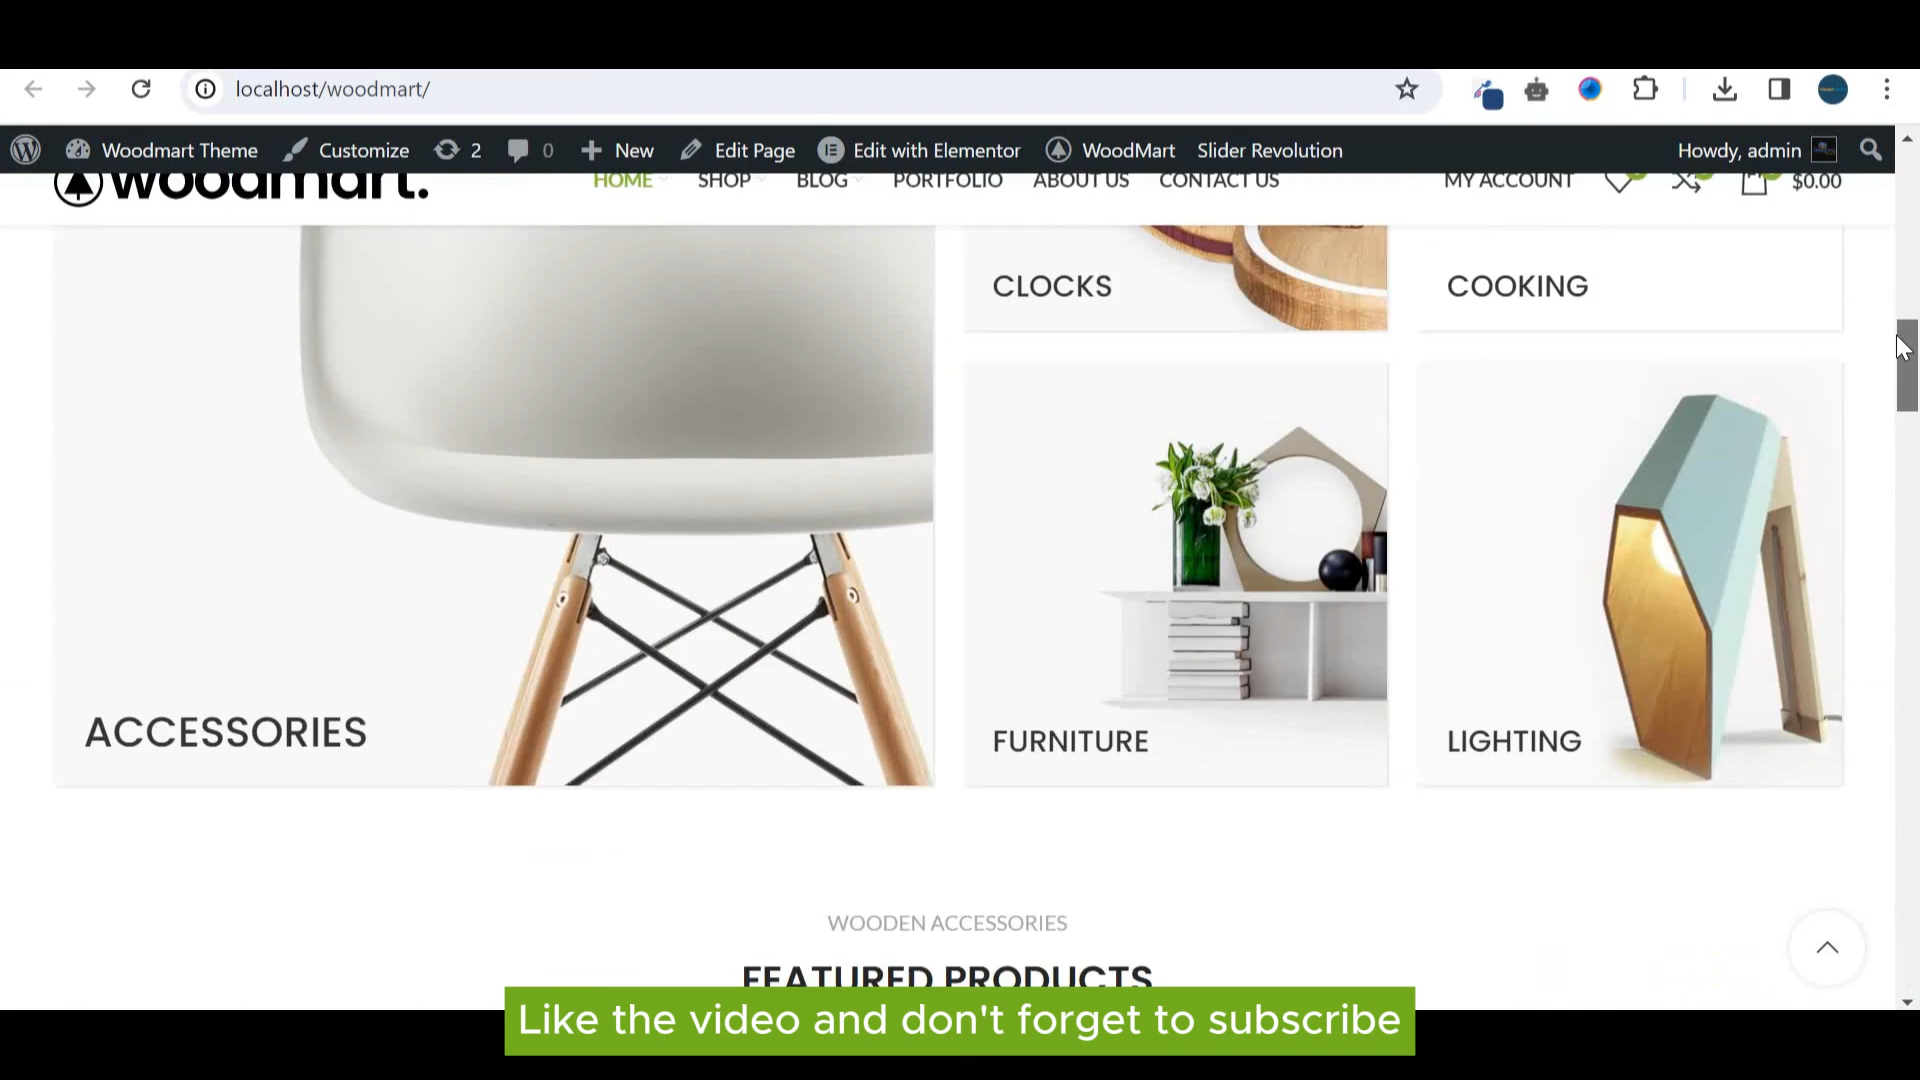 localhost/woodmart/
Woodmart Theme Customize 2 0 New Edit Page Edit with Elementor WoodMart Slider Revolution Howdy, admin
woodmart. HOME SHOP BLOG PORTFOLIO ABOUT US CONTACT US MY ACCOUNT $0.00
CLOCKS COOKING
ACCESSORIES FURNITURE LIGHTING
WOODEN ACCESSORIES
FEATURED PRODUCTS
Like the video and don't forget to subscribe